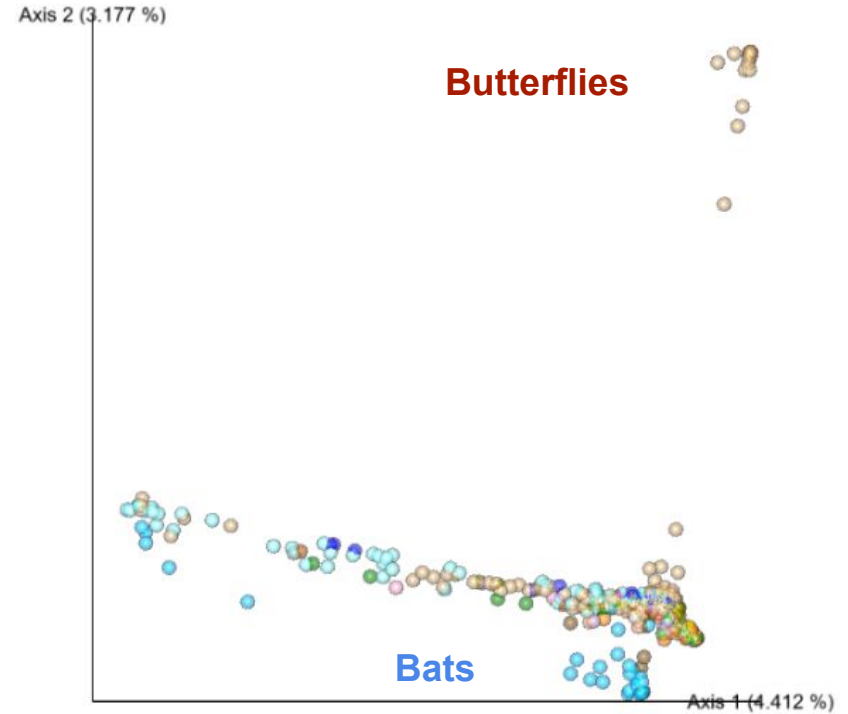 Axis 2 (3.177 %)
Butterflies
Bats
Axis 1 (4.412 %)